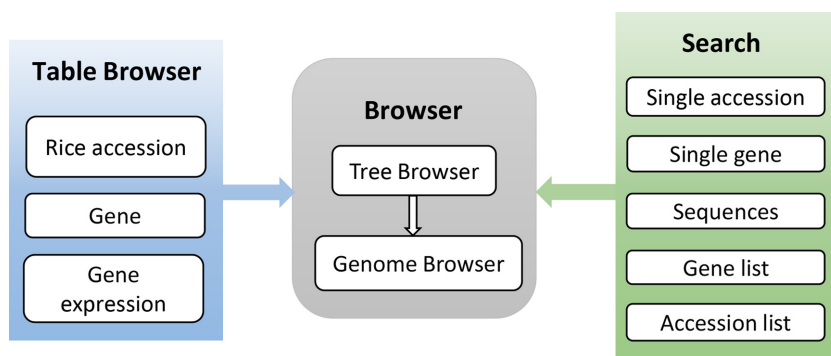 Table Browser
Rice accession
Gene
Gene
expression
Browser
Tree Browser
Genome Browser
Search
Single accession
Single gene
Sequences
Gene list
Accession list